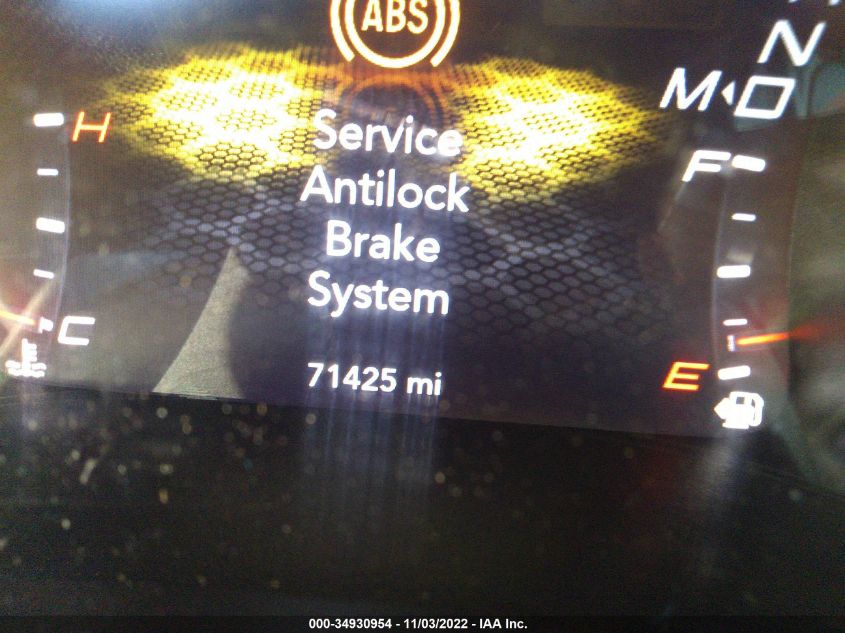 ABS
N
M D
H
Service
F
Antilock
Brake
System
C
71425 mi
E
000-34930954 - 11/03/2022 - IAA Inc.